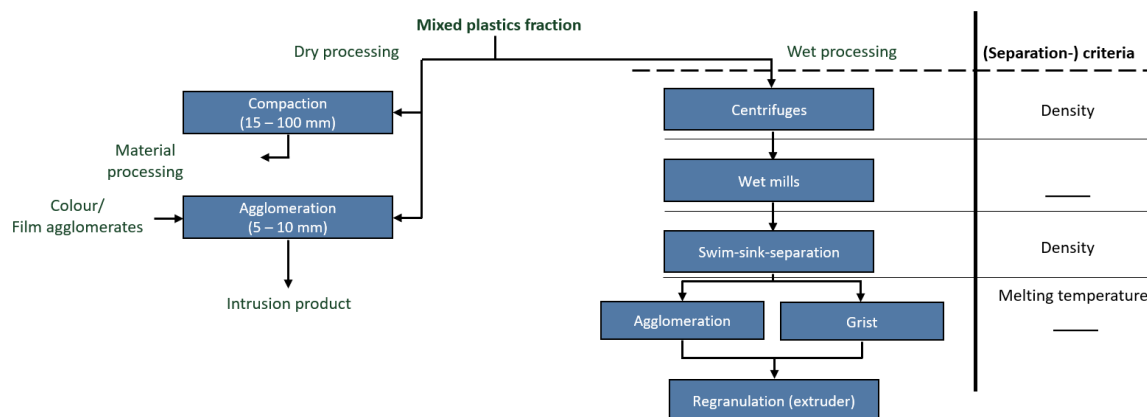 Mixed plastics fraction
Dry processing
Wet processing
(Separation-) criteria
Compaction
(15 – 100 mm)
Centrifuges
Density
Material
processing
Wet mills
Colour/
Film agglomerates
Agglomeration
(5 – 10 mm)
Swim-sink-separation
Density
Intrusion product
Melting temperature
Agglomeration
Grist
Regranulation (extruder)